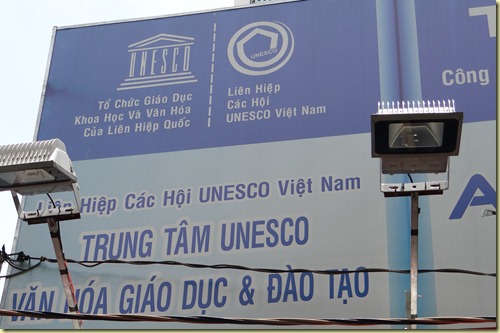 UNESCO
Tổ Chức Giáo Dục
Khoa Học Và Văn Hóa
Của Liên Hiệp Quốc
UNESCO
Liên Hiệp
Các Hội
UNESCO Việt Nam
Công
Liên Hiệp Các Hội UNESCO Việt Nam
TRUNG TÂM UNESCO
VĂN HÓA GIÁO DỤC & ĐÀO TẠO